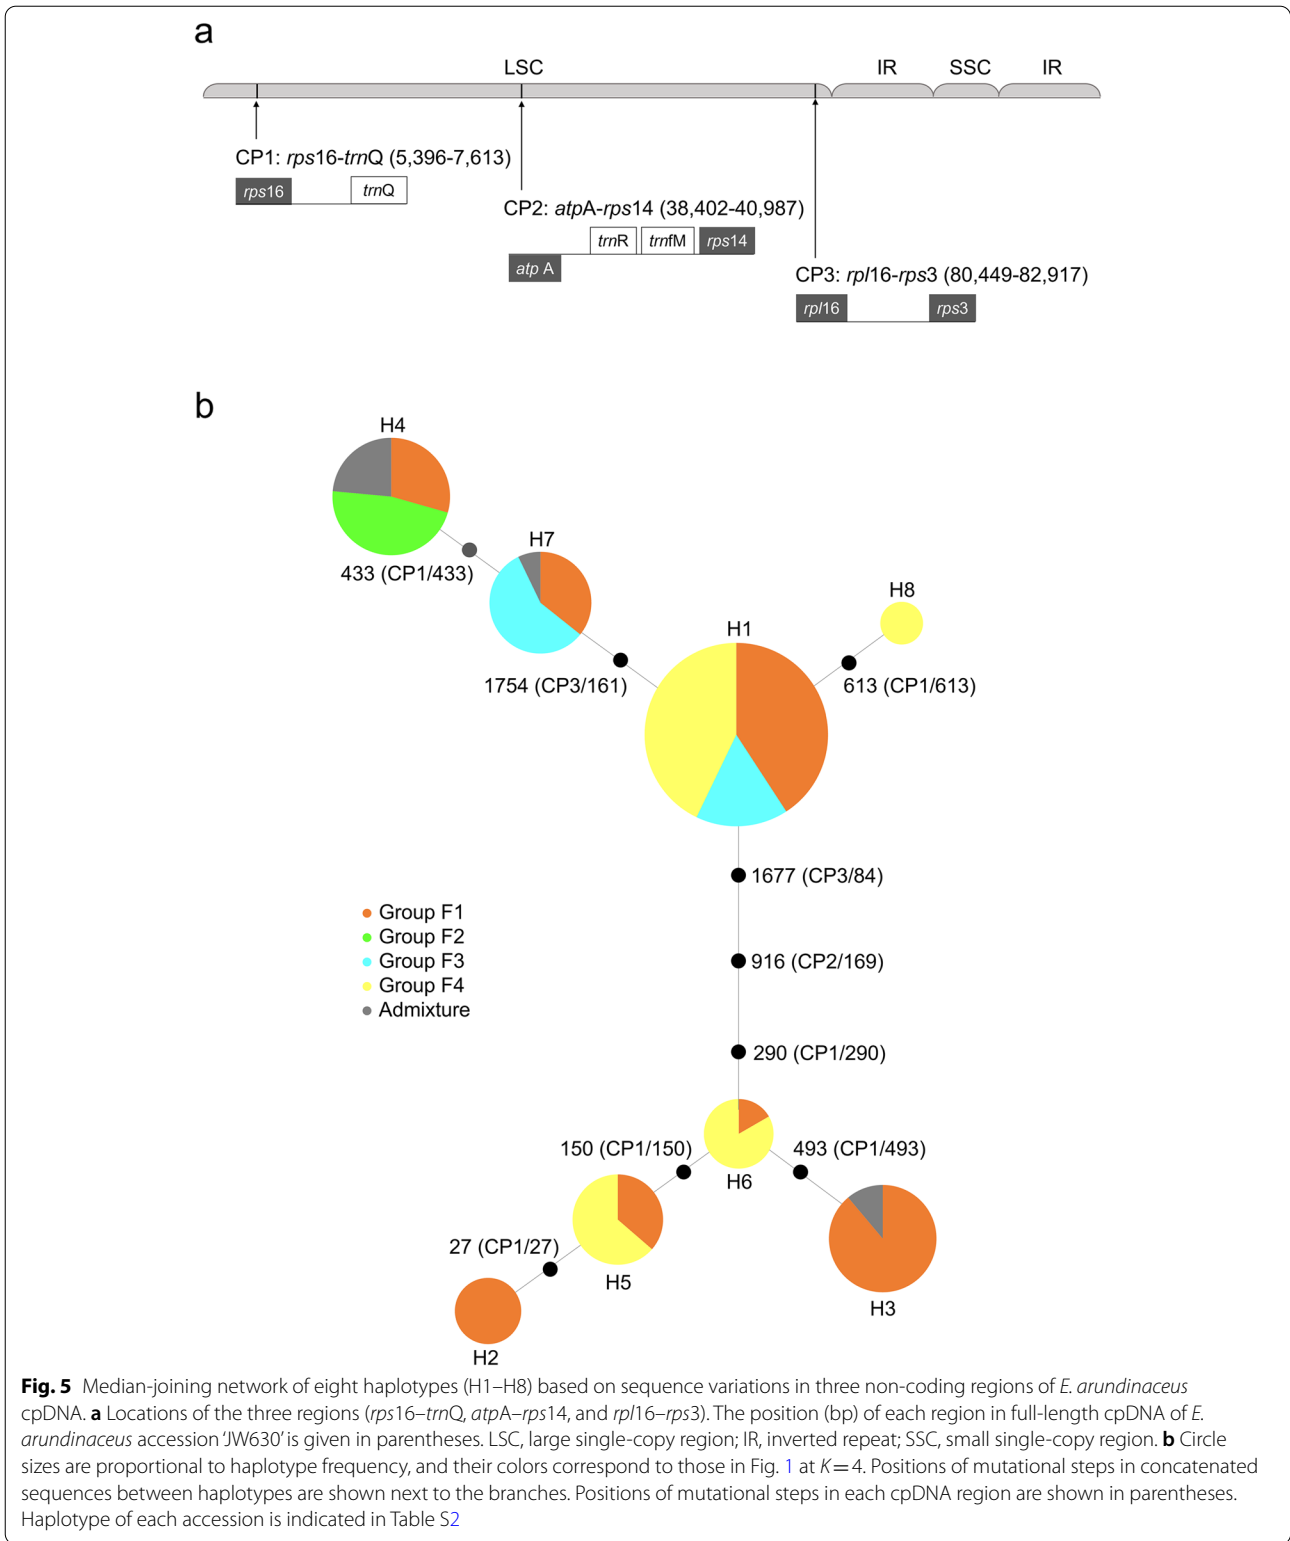 a
LSC IR SSC IR
CP1: rps16-trnQ (5,396-7,613)
rps16 trnQ
CP2: atpA-rps14 (38,402-40,987)
trnR trnfM rps14
atp A
CP3: rpl16-rps3 (80,449-82,917)
rpl16 rps3
b
H4
H7
433 (CP1/433)
H8
H1
1754 (CP3/161)
613 (CP1/613)
1677 (CP3/84)
Group F1
Group F2
Group F3
Group F4
Admixture
916 (CP2/169)
290 (CP1/290)
150 (CP1/150)
493 (CP1/493)
H6
27 (CP1/27)
H5
H3
H2
Fig. 5 Median-joining network of eight haplotypes (H1–H8) based on sequence variations in three non-coding regions of E. arundinaceus
cpDNA. a Locations of the three regions (rps16–trnQ, atpA–rps14, and rpl16–rps3). The position (bp) of each region in full-length cpDNA of E.
arundinaceus accession ‘JW630’ is given in parentheses. LSC, large single-copy region; IR, inverted repeat; SSC, small single-copy region. b Circle
sizes are proportional to haplotype frequency, and their colors correspond to those in Fig. 1 at K = 4. Positions of mutational steps in concatenated
sequences between haplotypes are shown next to the branches. Positions of mutational steps in each cpDNA region are shown in parentheses.
Haplotype of each accession is indicated in Table S2